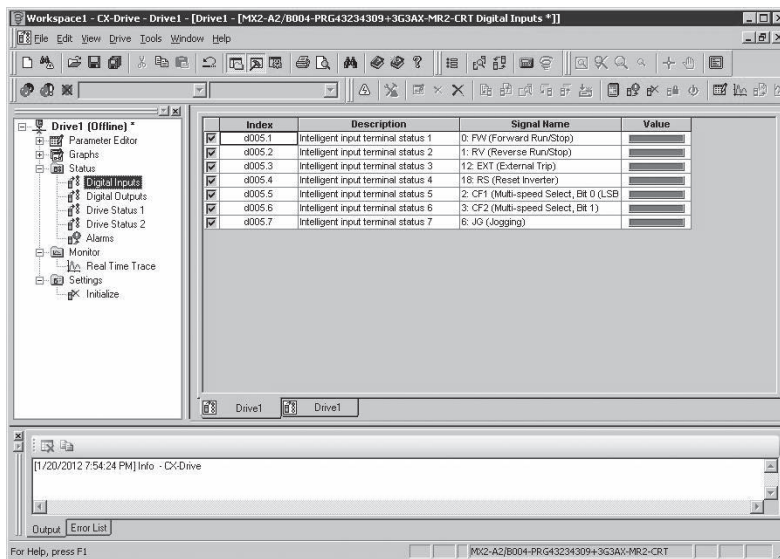 Workspace1 - CX-Drive - Drive1 - [Drive1 - [MX2-A2/B004-PRG43234309+3G3AX-MR2-CRT Digital Inputs *]]
File Edit View Drive Tools Window Help
Drive1 (Offline) *
Parameter Editor
Graphs
Status
Digital Inputs
Digital Outputs
Drive Status 1
Drive Status 2
Alarms
Monitor
Real Time Trace
Settings
Initialize
Index Description Signal Name Value
d005.1 Intelligent input terminal status 1 0: FW (Forward Run/Stop)
d005.2 Intelligent input terminal status 2 1: RV (Reverse Run/Stop)
d005.3 Intelligent input terminal status 3 12: EXT (External Trip)
d005.4 Intelligent input terminal status 4 18: RS (Reset Inverter)
d005.5 Intelligent input terminal status 5 2: CF1 (Multi-speed Select, Bit 0 (LSB
d005.6 Intelligent input terminal status 6 3: CF2 (Multi-speed Select, Bit 1)
d005.7 Intelligent input terminal status 7 6: JG (Jogging)
Drive1 Drive1
[1/20/2012 7:54:24 PM] Info - CX-Drive
Output Error List
For Help, press F1 MX2-A2/B004-PRG43234309+3G3AX-MR2-CRT